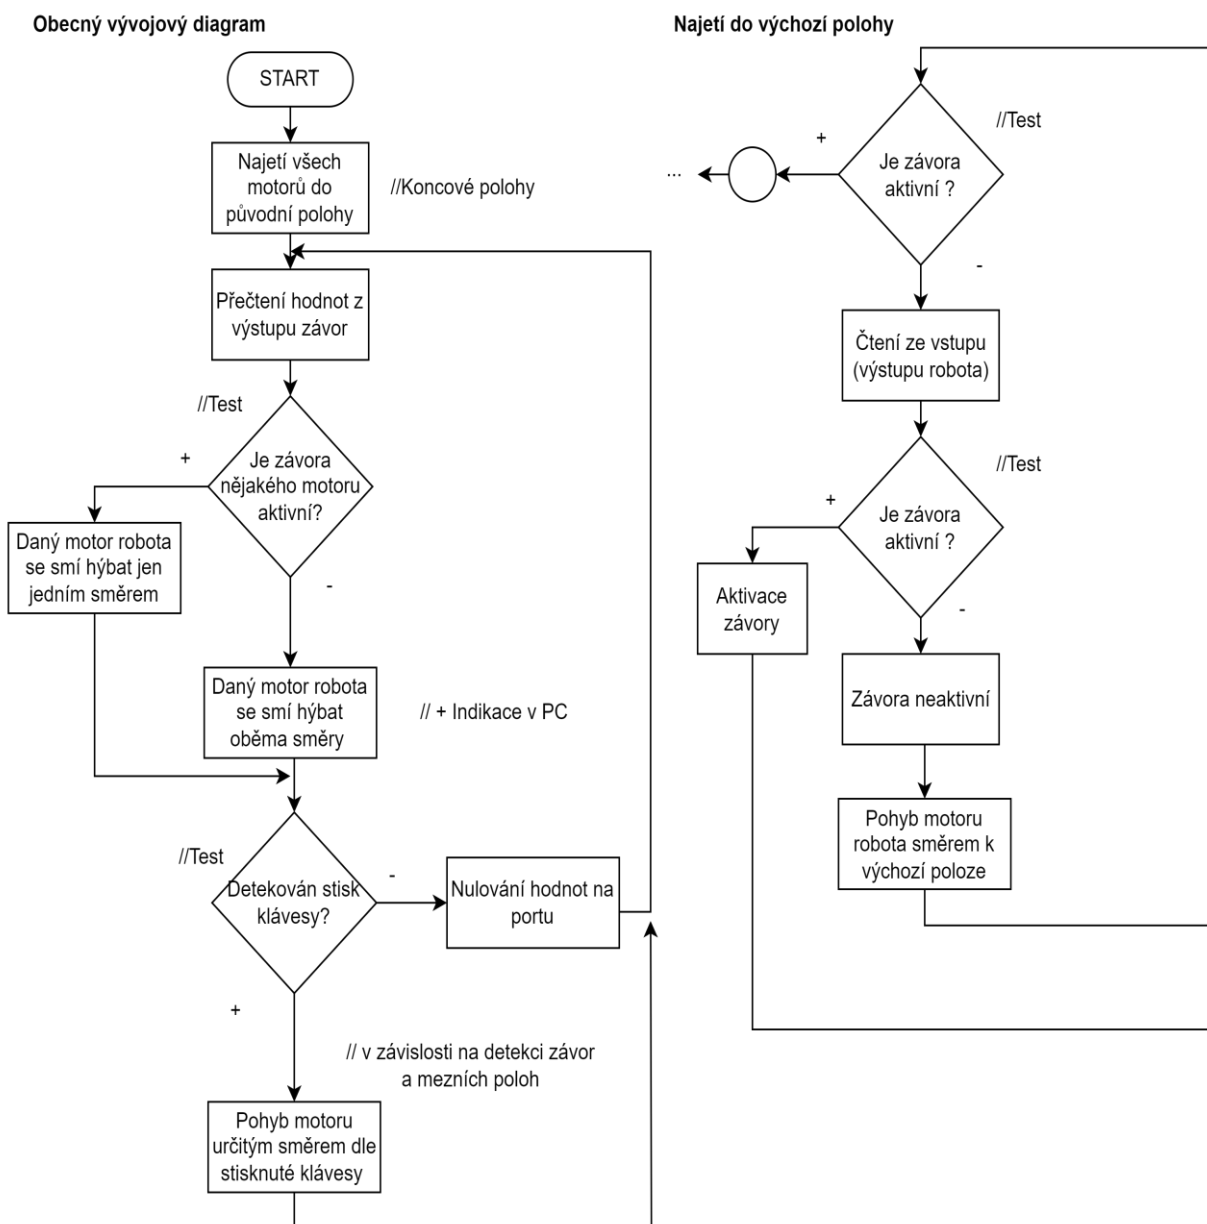 Obecný vývojový diagram
START
Najetí všech
motorů do
původní polohy
//Koncové polohy
Přečtení hodnot z
výstupu závor
//Test
+
Je závora
nějakého motoru
aktivní?
Daný motor robota
se smí hýbat jen
jedním směrem
-
Daný motor robota
se smí hýbat
oběma směry
// + Indikace v PC
//Test
Detekován stisk
klávesy?
-
Nulování hodnot na
portu
+
// v závislosti na detekci závor
a mezních poloh
Pohyb motoru
určitým směrem dle
stisknuté klávesy
Najetí do výchozí polohy
//Test
+
Je závora
aktivní ?
...
-
Čtení ze vstupu
(výstupu robota)
//Test
+
Je závora
aktivní ?
Aktivace
závory
-
Závora neaktivní
Pohyb motoru
robota směrem k
výchozí poloze